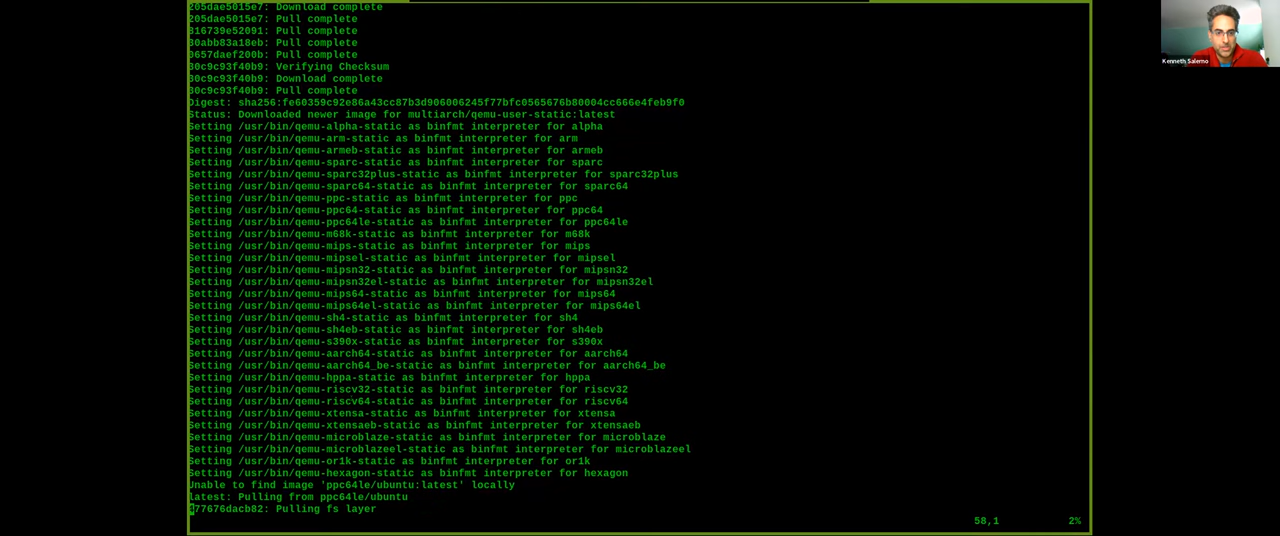 205dae5015e7: Download complete
205dae5015e7: Pull complete
816739e52091: Pull complete
30abb83a18eb: Pull complete
0657daef200b: Pull complete
30c9c93f40b9: Verifying Checksum
30c9c93f40b9: Download complete
30c9c93f40b9: Pull complete
Digest: sha256:fe60359c92e86a43cc87b3d906006245f77bfc0565676b80004cc666e4feb9f0
Status: Downloaded newer image for multiarch/qemu-user-static:latest
Setting /usr/bin/qemu-alpha-static as binfmt interpreter for alpha
Setting /usr/bin/qemu-arm-static as binfmt interpreter for arm
Setting /usr/bin/qemu-armeb-static as binfmt interpreter for armeb
Setting /usr/bin/qemu-sparc-static as binfmt interpreter for sparc
Setting /usr/bin/qemu-sparc32plus-static as binfmt interpreter for sparc32plus
Setting /usr/bin/qemu-sparc64-static as binfmt interpreter for sparc64
Setting /usr/bin/qemu-ppc-static as binfmt interpreter for ppc
Setting /usr/bin/qemu-ppc64-static as binfmt interpreter for ppc64
Setting /usr/bin/qemu-ppc64le-static as binfmt interpreter for ppc64le
Setting /usr/bin/qemu-m68k-static as binfmt interpreter for m68k
Setting /usr/bin/qemu-mips-static as binfmt interpreter for mips
Setting /usr/bin/qemu-mipsel-static as binfmt interpreter for mipsel
Setting /usr/bin/qemu-mipsn32-static as binfmt interpreter for mipsn32
Setting /usr/bin/qemu-mipsn32el-static as binfmt interpreter for mipsn32el
Setting /usr/bin/qemu-mips64-static as binfmt interpreter for mips64
Setting /usr/bin/qemu-mips64el-static as binfmt interpreter for mips64el
Setting /usr/bin/qemu-sh4-static as binfmt interpreter for sh4
Setting /usr/bin/qemu-sh4eb-static as binfmt interpreter for sh4eb
Setting /usr/bin/qemu-s390x-static as binfmt interpreter for s390x
Setting /usr/bin/qemu-aarch64-static as binfmt interpreter for aarch64
Setting /usr/bin/qemu-aarch64_be-static as binfmt interpreter for aarch64_be
Setting /usr/bin/qemu-hppa-static as binfmt interpreter for hppa
Setting /usr/bin/qemu-riscv32-static as binfmt interpreter for riscv32
Setting /usr/bin/qemu-riscv64-static as binfmt interpreter for riscv64
Setting /usr/bin/qemu-xtensa-static as binfmt interpreter for xtensa
Setting /usr/bin/qemu-xtensaeb-static as binfmt interpreter for xtensaeb
Setting /usr/bin/qemu-microblaze-static as binfmt interpreter for microblaze
Setting /usr/bin/qemu-microblazeel-static as binfmt interpreter for microblazeel
Setting /usr/bin/qemu-or1k-static as binfmt interpreter for or1k
Setting /usr/bin/qemu-hexagon-static as binfmt interpreter for hexagon
Unable to find image 'ppc64le/ubuntu:latest' locally
latest: Pulling from ppc64le/ubuntu
Pulling fs layer
58,1 2%
Kenneth Salerno